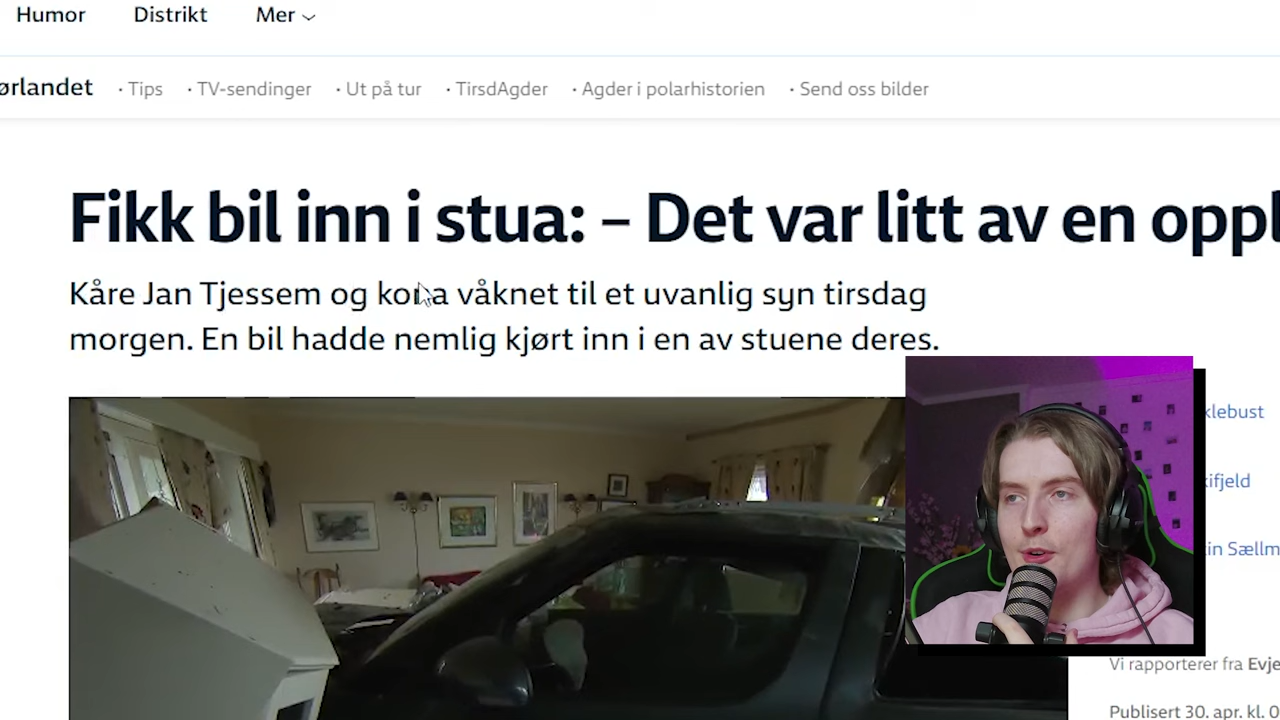 Humor Distrikt Mer
ørlandet · Tips · TV-sendinger · Ut på tur · TirsdAgder · Agder i polarhistorien · Send oss bilder
Fikk bil inn i stua: – Det var litt av en oppl
Kåre Jan Tjessem og kona våknet til et uvanlig syn tirsdag
morgen. En bil hadde nemlig kjørt inn i en av stuene deres.
klebust
kifjeld
in Sællm
Vi rapporterer fra Evje
Publisert 30. apr. kl. 0